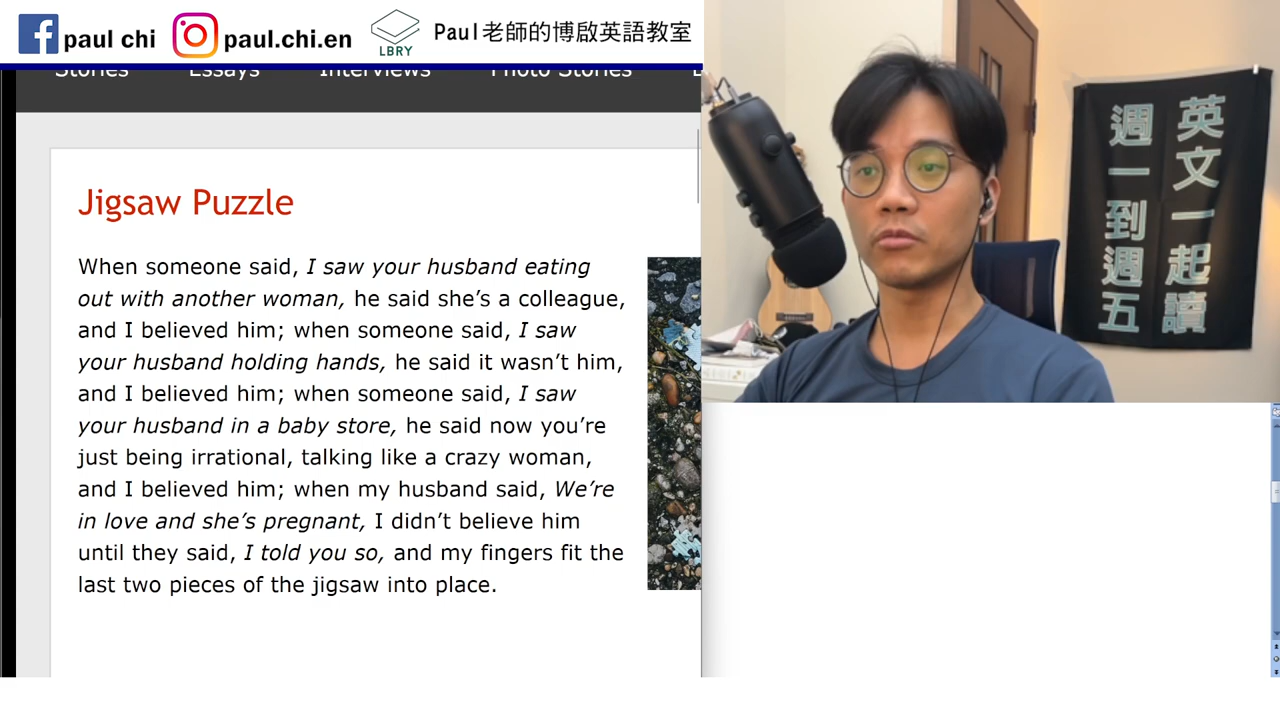 paul chi
paul.chi.en
LBRY
Paul老師的博啟英語教室
Stories Essays Interviews Photo Stories
Jigsaw Puzzle
When someone said, I saw your husband eating
out with another woman, he said she's a colleague,
and I believed him; when someone said, I saw
your husband holding hands, he said it wasn't him,
and I believed him; when someone said, I saw
your husband in a baby store, he said now you're
just being irrational, talking like a crazy woman,
and I believed him; when my husband said, We're
in love and she's pregnant, I didn't believe him
until they said, I told you so, and my fingers fit the
last two pieces of the jigsaw into place.
英文一起讀
週一到週五